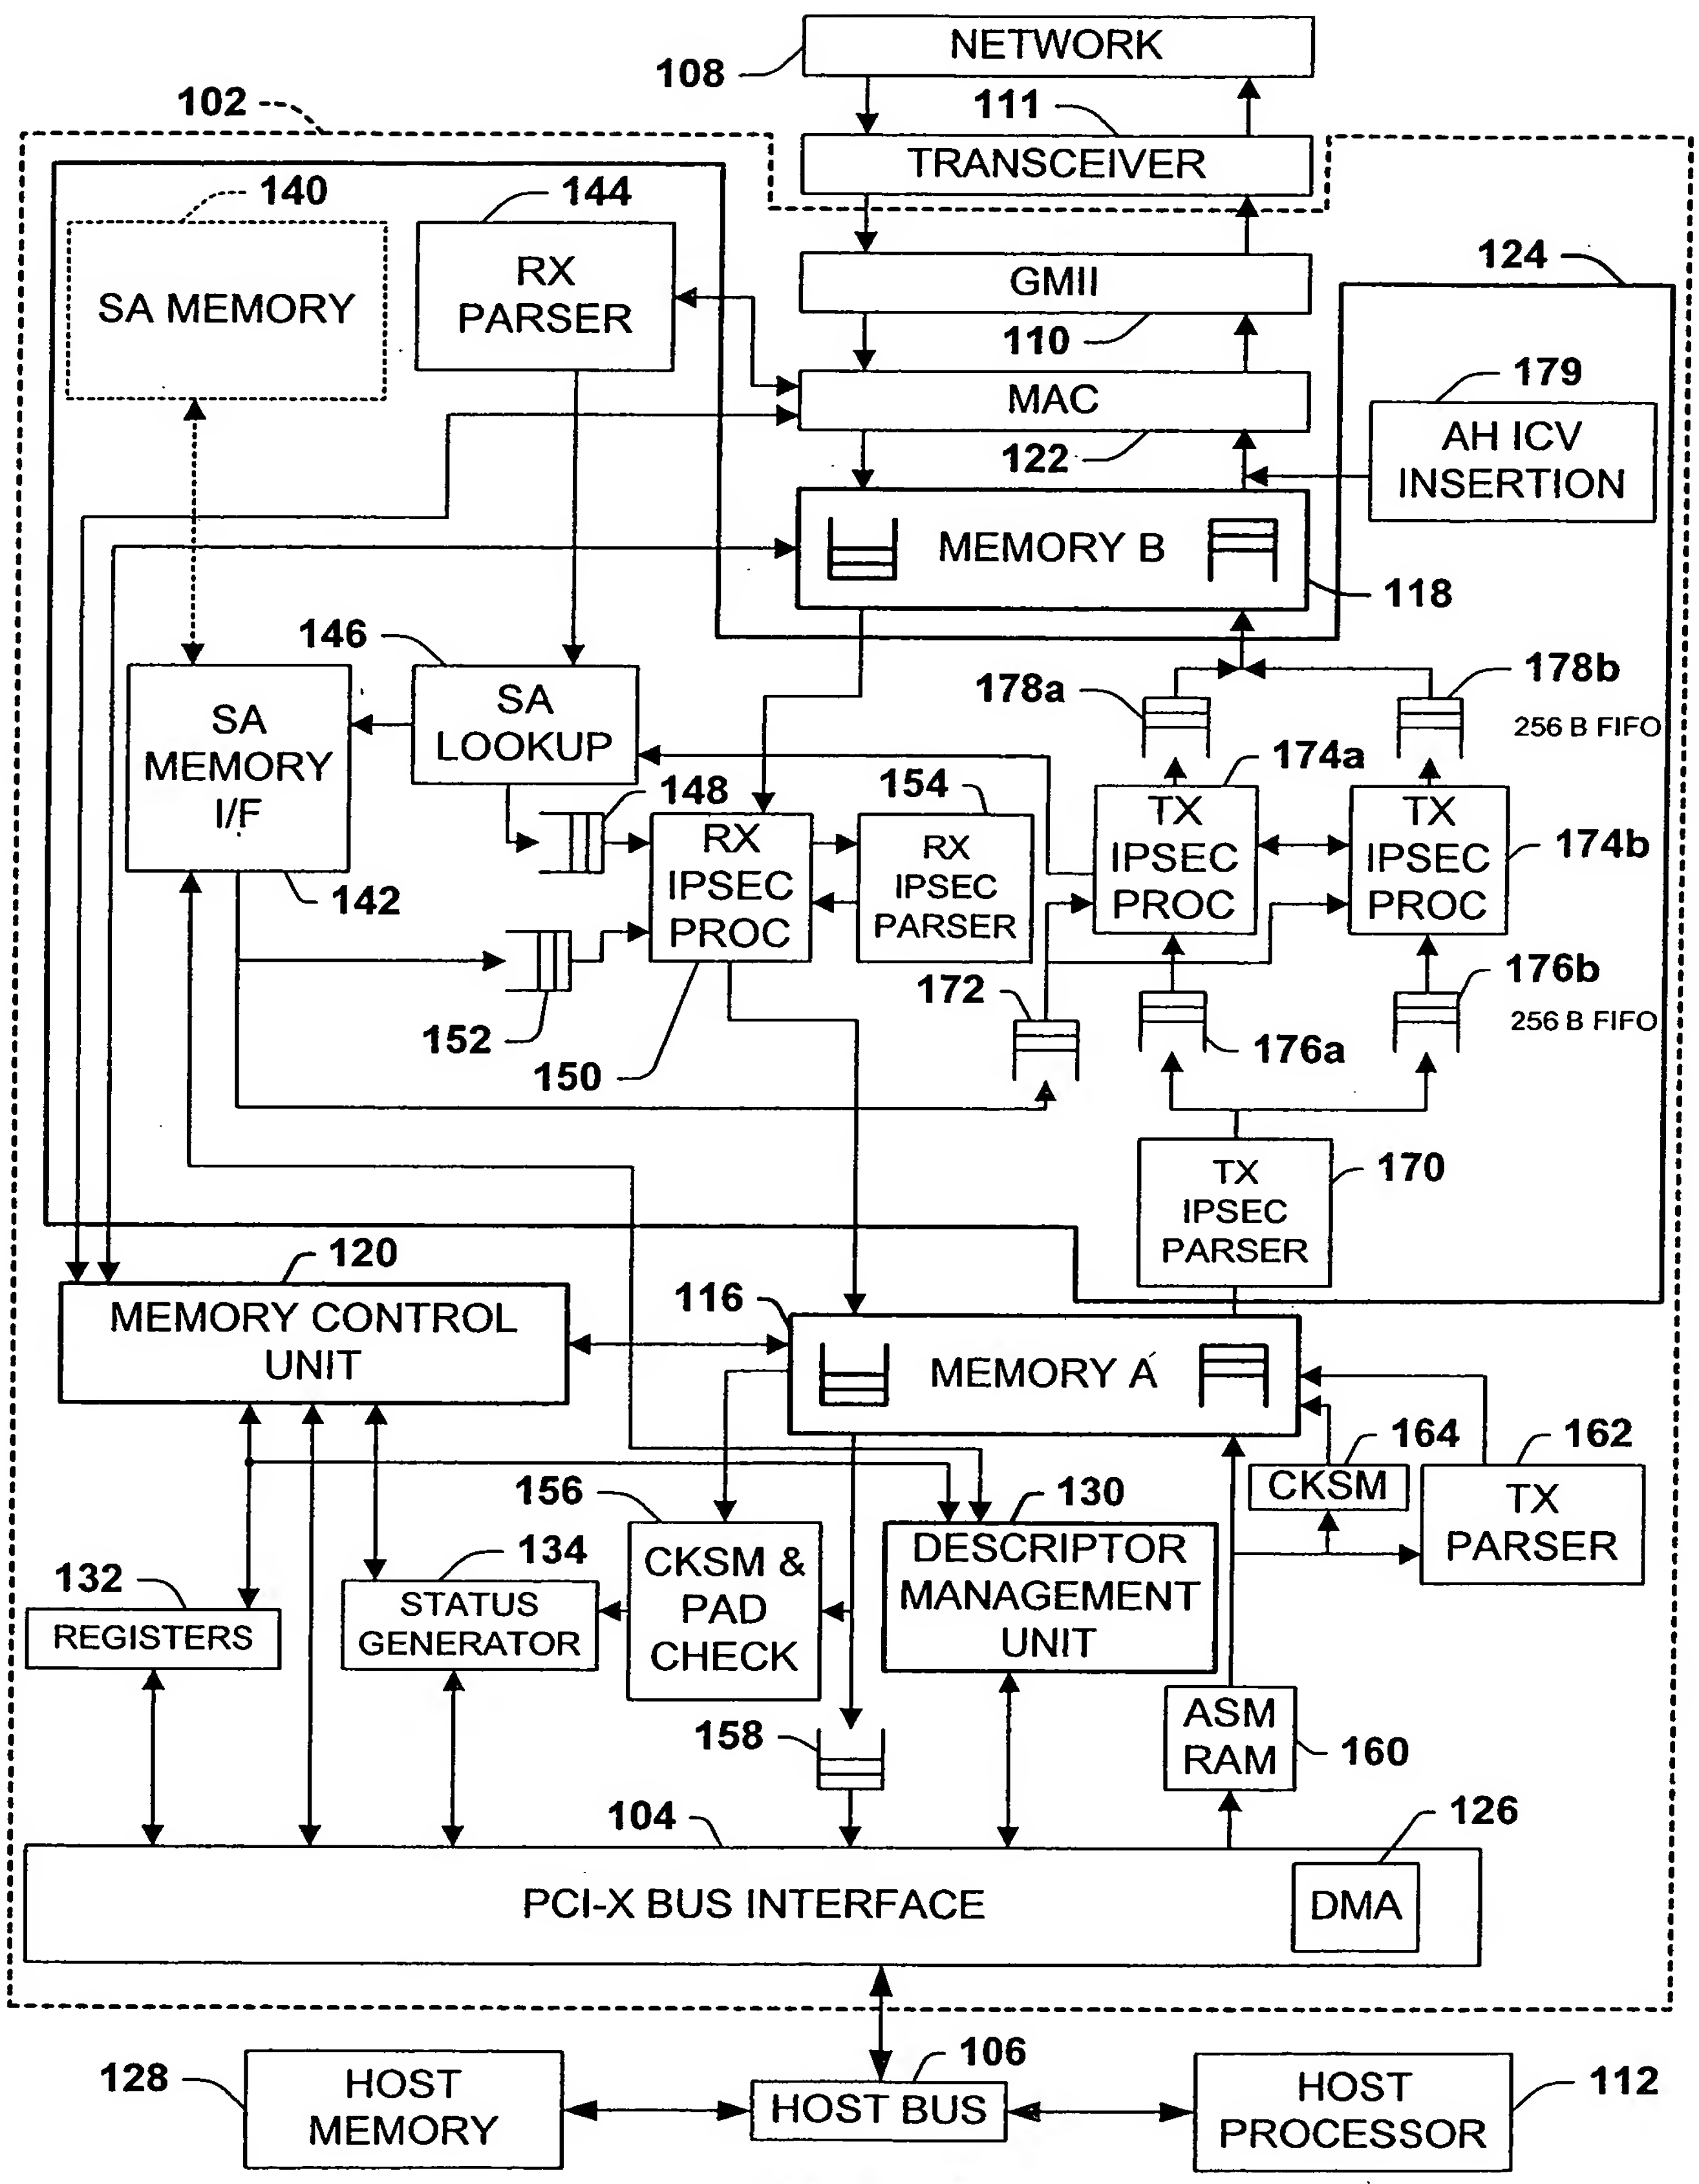 NETWORK
108
102
111
TRANSCEIVER
140
144
RX
PARSER
SA MEMORY
GMII
110
124
MAC
122
179
AH ICV
INSERTION
MEMORY B
118
146
SA
LOOKUP
SA
MEMORY
I/F
142
178a
178b
256 B FIFO
148
154
174a
RX
IPSEC
PROC
RX
IPSEC
PARSER
TX
IPSEC
PROC
TX
IPSEC
PROC
174b
152
150
172
176a
176b
256 B FIFO
TX
IPSEC
PARSER
170
120
MEMORY CONTROL
UNIT
116
MEMORY A
164
162
CKSM
TX
PARSER
156
130
CKSM &
PAD
CHECK
DESCRIPTOR
MANAGEMENT
UNIT
132
REGISTERS
134
STATUS
GENERATOR
158
ASM
RAM
160
104
126
PCI-X BUS INTERFACE
DMA
106
128
HOST
MEMORY
HOST BUS
HOST
PROCESSOR
112